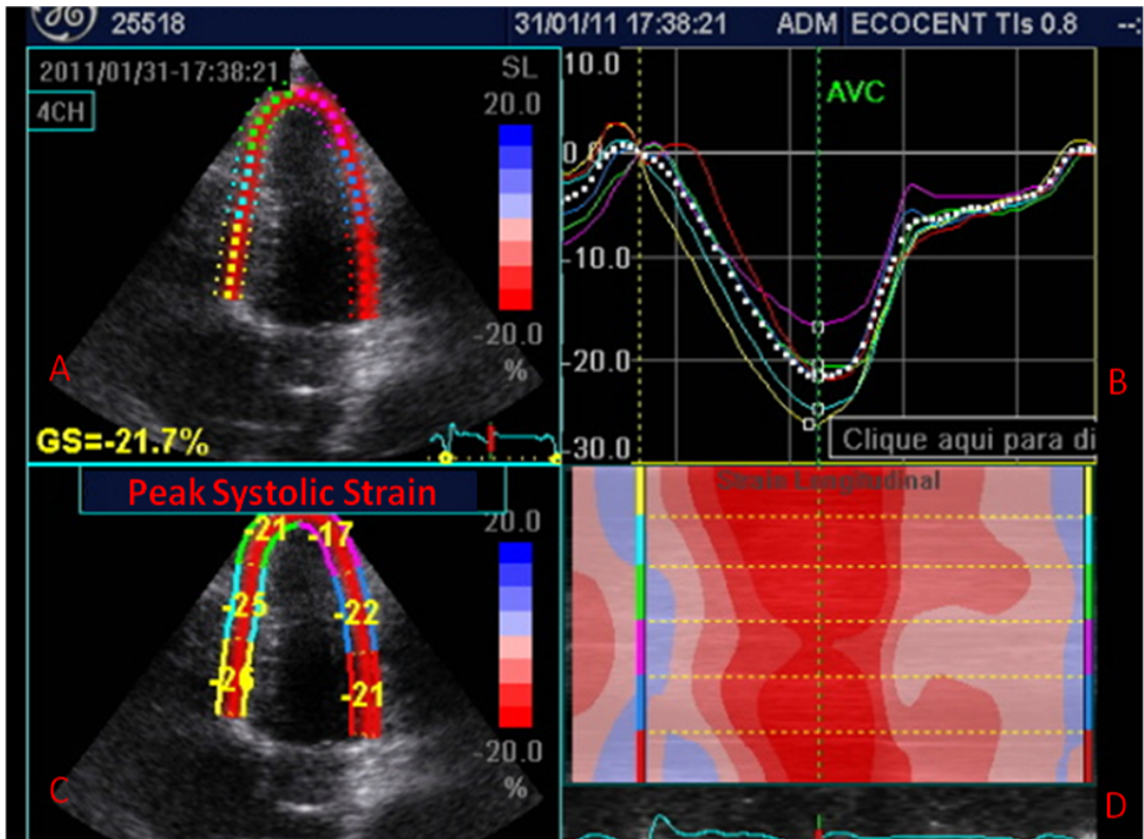 25518 31/01/11 17:38:21 ADM ECOCENT TIs 0.8 --:
2011/01/31-17:38:21
4CH
SL
20.0
-20.0
%
A
GS=-21.7%
10.0
0.0
-10.0
-20.0
-30.0
AVC
B
Clique aqui para di
Peak Systolic Strain
20.0
-21
-17
-25
-22
-26
-21
-20.0
%
C
Strain Longitudinal
D